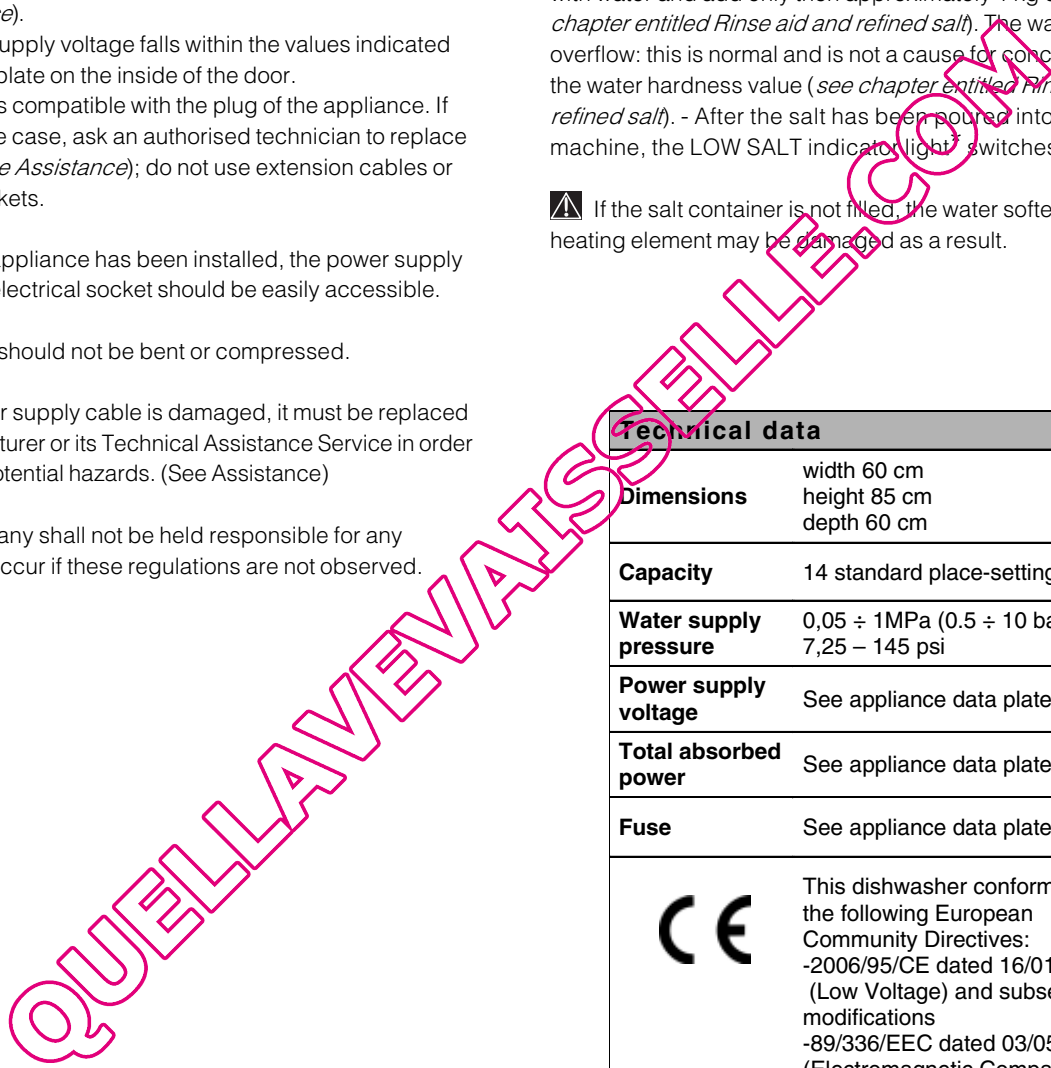 e).
upply voltage falls within the values indicated
plate on the inside of the door.
s compatible with the plug of the appliance. If
e case, ask an authorised technician to replace
e Assistance); do not use extension cables or
kets.
ppliance has been installed, the power supply
electrical socket should be easily accessible.
should not be bent or compressed.
r supply cable is damaged, it must be replaced
turer or its Technical Assistance Service in order
otential hazards. (See Assistance)
any shall not be held responsible for any
ccur if these regulations are not observed.
chapter entitled Rinse aid and refined salt). The wa
overflow: this is normal and is not a cause for conc
the water hardness value (see chapter entitled Rin
refined salt). - After the salt has been poured into
machine, the LOW SALT indicator light* switches
If the salt container is not filled, the water softe
heating element may be damaged as a result.
Technical data
Dimensions
width 60 cm
height 85 cm
depth 60 cm
Capacity
14 standard place-setting
Water supply
pressure
0,05 ÷ 1MPa (0.5 ÷ 10 ba
7,25 – 145 psi
Power supply
voltage
See appliance data plate
Total absorbed
power
See appliance data plate
Fuse
See appliance data plate
CE
This dishwasher conform
the following European
Community Directives:
-2006/95/CE dated 16/01
(Low Voltage) and subse
modifications
-89/336/EEC dated 03/05
QUELLAVEVAISSELLE.COM